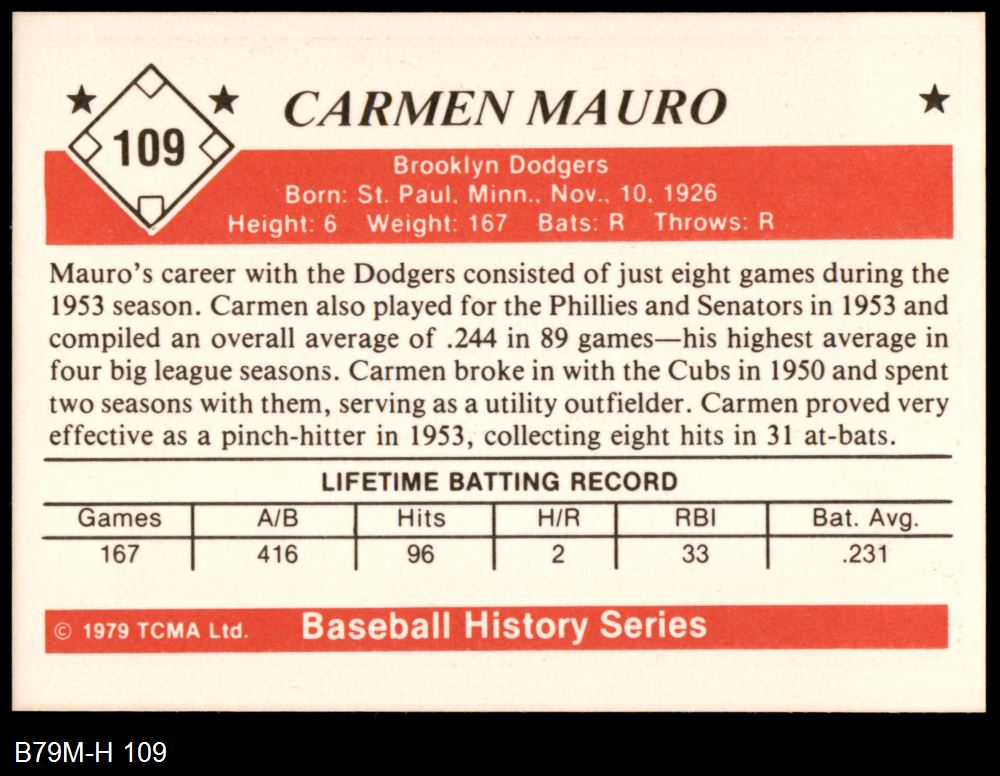 109
CARMEN MAURO
Brooklyn Dodgers
Born: St. Paul, Minn., Nov., 10, 1926
Height: 6 Weight: 167 Bats: R Throws: R
Mauro's career with the Dodgers consisted of just eight games during the
1953 season. Carmen also played for the Phillies and Senators in 1953 and
compiled an overall average of .244 in 89 games—his highest average in
four big league seasons. Carmen broke in with the Cubs in 1950 and spent
two seasons with them, serving as a utility outfielder. Carmen proved very
effective as a pinch-hitter in 1953, collecting eight hits in 31 at-bats.
LIFETIME BATTING RECORD
Games A/B Hits H/R RBI Bat. Avg.
167 416 96 2 33 .231
© 1979 TCMA Ltd. Baseball History Series
B79M-H 109